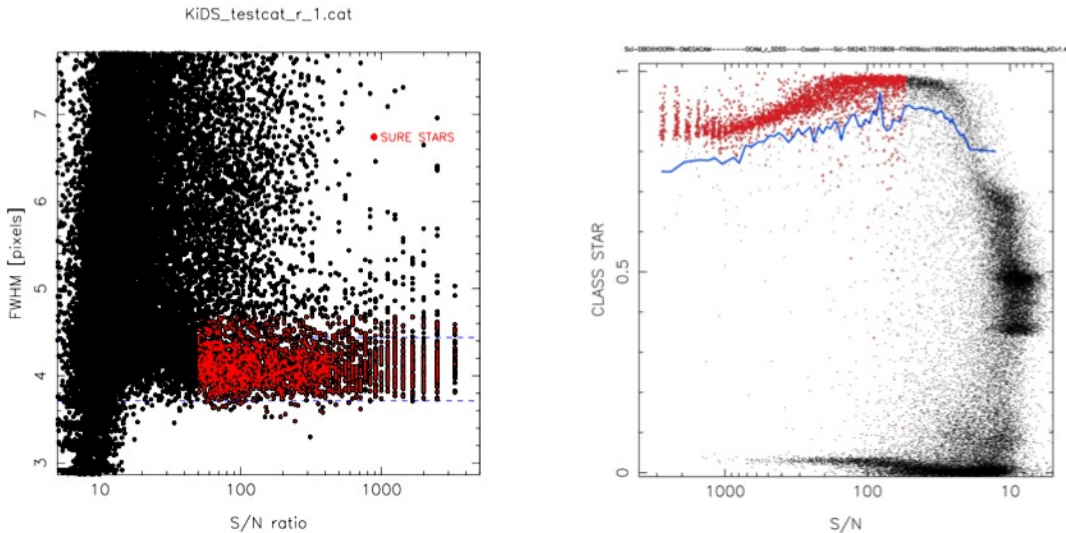 KiDS_testcat_r_1.cat
7
6
5
4
3
FWHM [pixels]
SURE STARS
10
100
1000
S/N ratio
1
0.5
0
CLASS STAR
1000
100
10
S/N